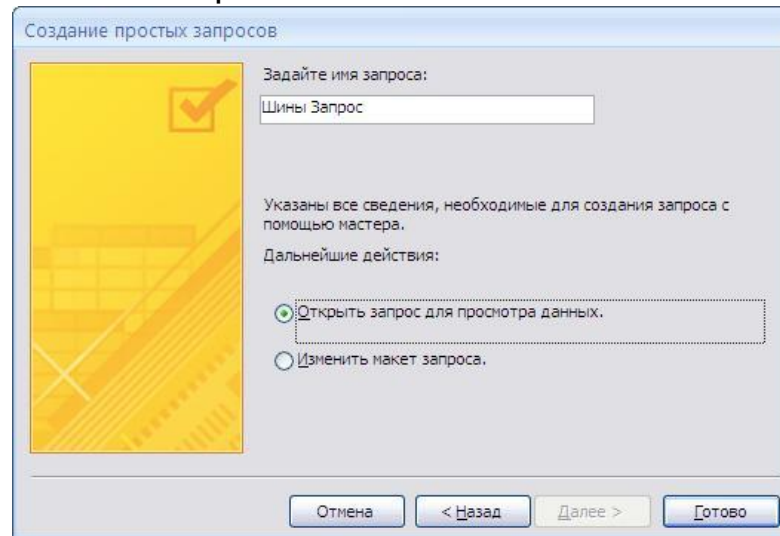 Создание простых запросов
Задайте имя запроса:
Шины Запрос
Указаны все сведения, необходимые для создания запроса с
помощью мастера.
Дальнейшие действия:
Открыть запрос для просмотра данных.
Изменить макет запроса.
Отмена
< Назад
Далее >
Готово